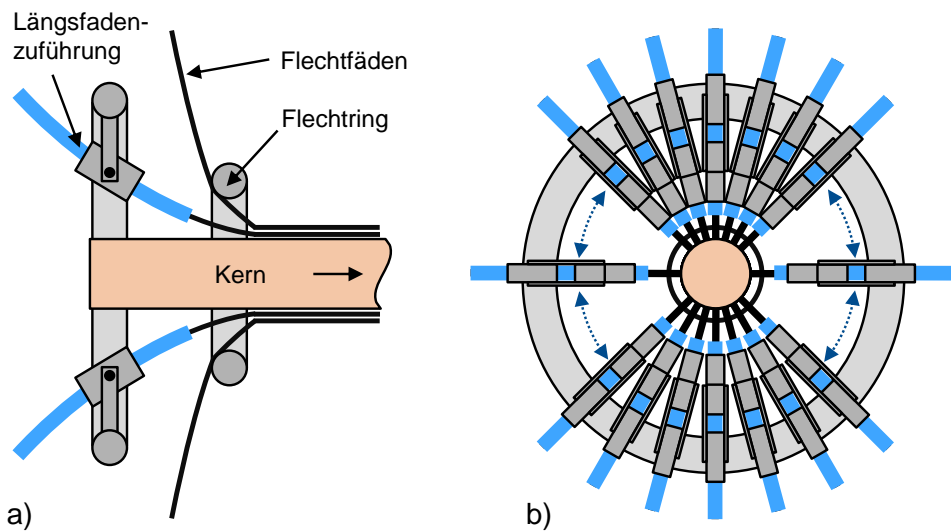 Längsfaden-
zuführung
Flechtfäden
Flechtring
Kern
a)
b)